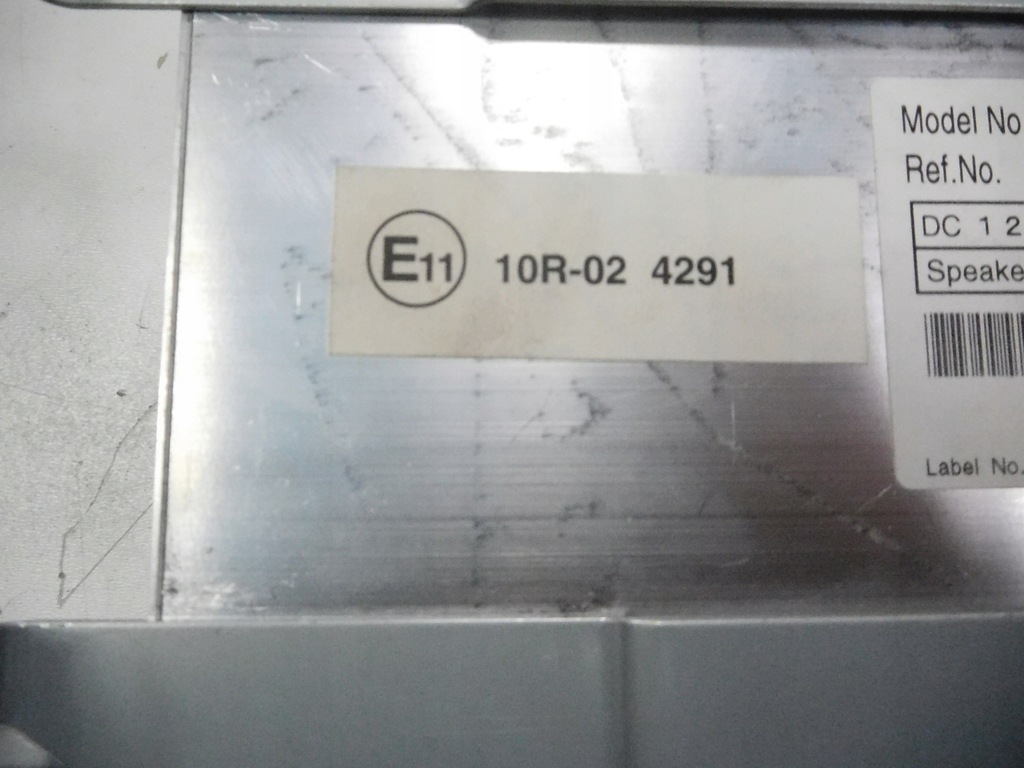 E11 10R-02 4291
Model No
Ref.No.
DC 1 2
Speake
Label No.